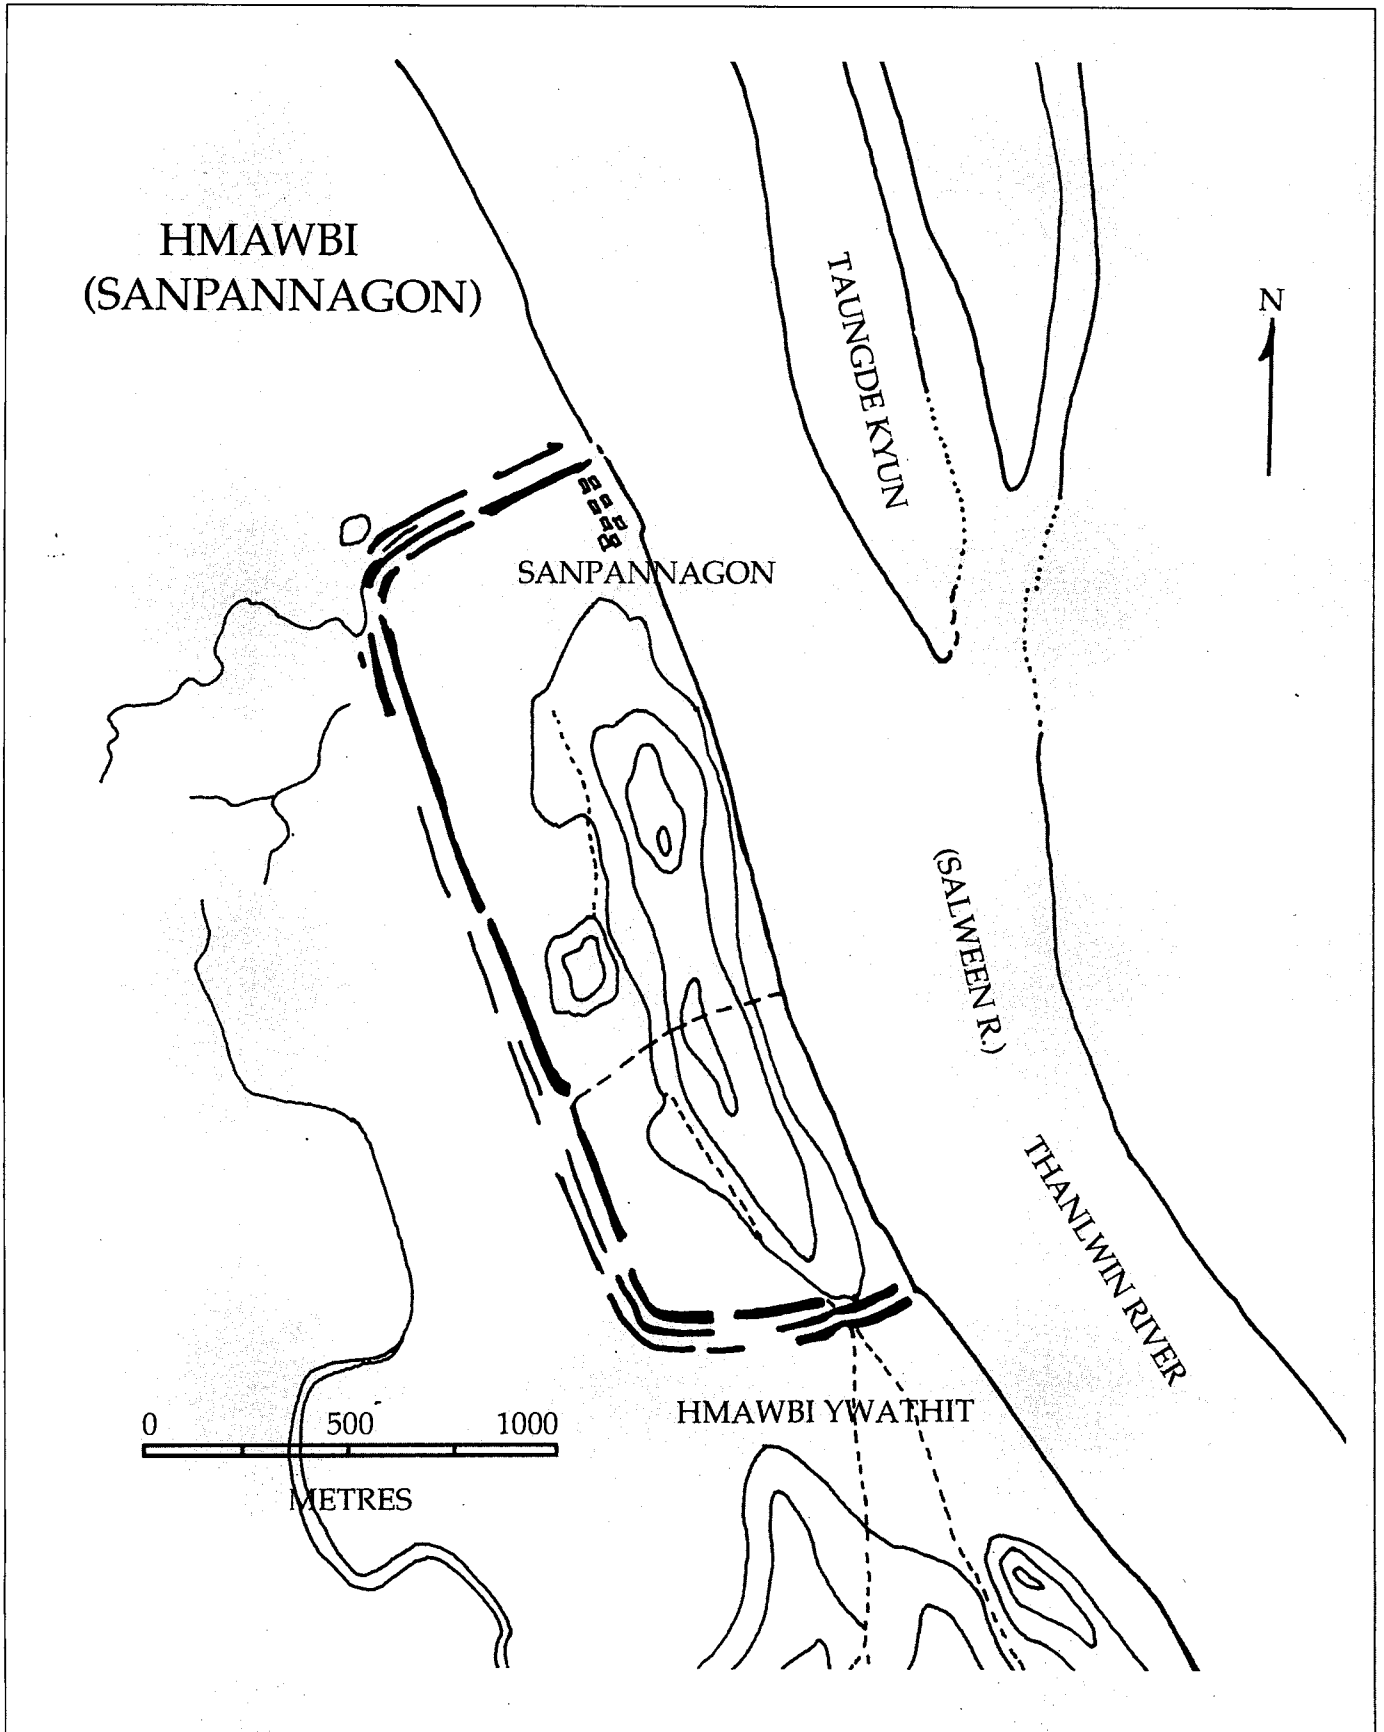 HMAWBI
(SANPANNAGON)
TAUNGDE KYUN
N
SANPANNAGON
(SALWEEN R.)
THANLWIN RIVER
HMAWBI YWATHIT
0 500 1000
METRES